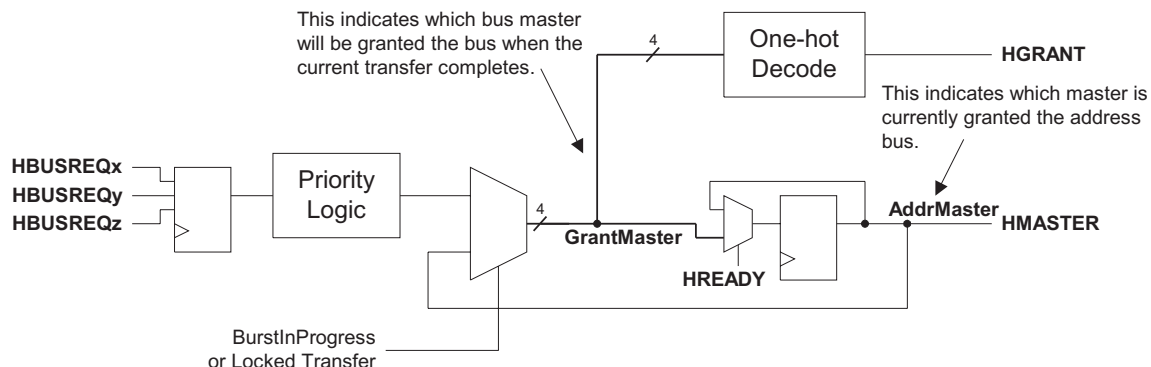 This indicates which bus master
will be granted the bus when the
current transfer completes.
4
One-hot
Decode
HGRANT
This indicates which master is
currently granted the address
bus.
HBUSREQx
HBUSREQy
HBUSREQz
Priority
Logic
4
GrantMaster
AddrMaster
HMASTER
HREADY
BurstInProgress
or Locked Transfer